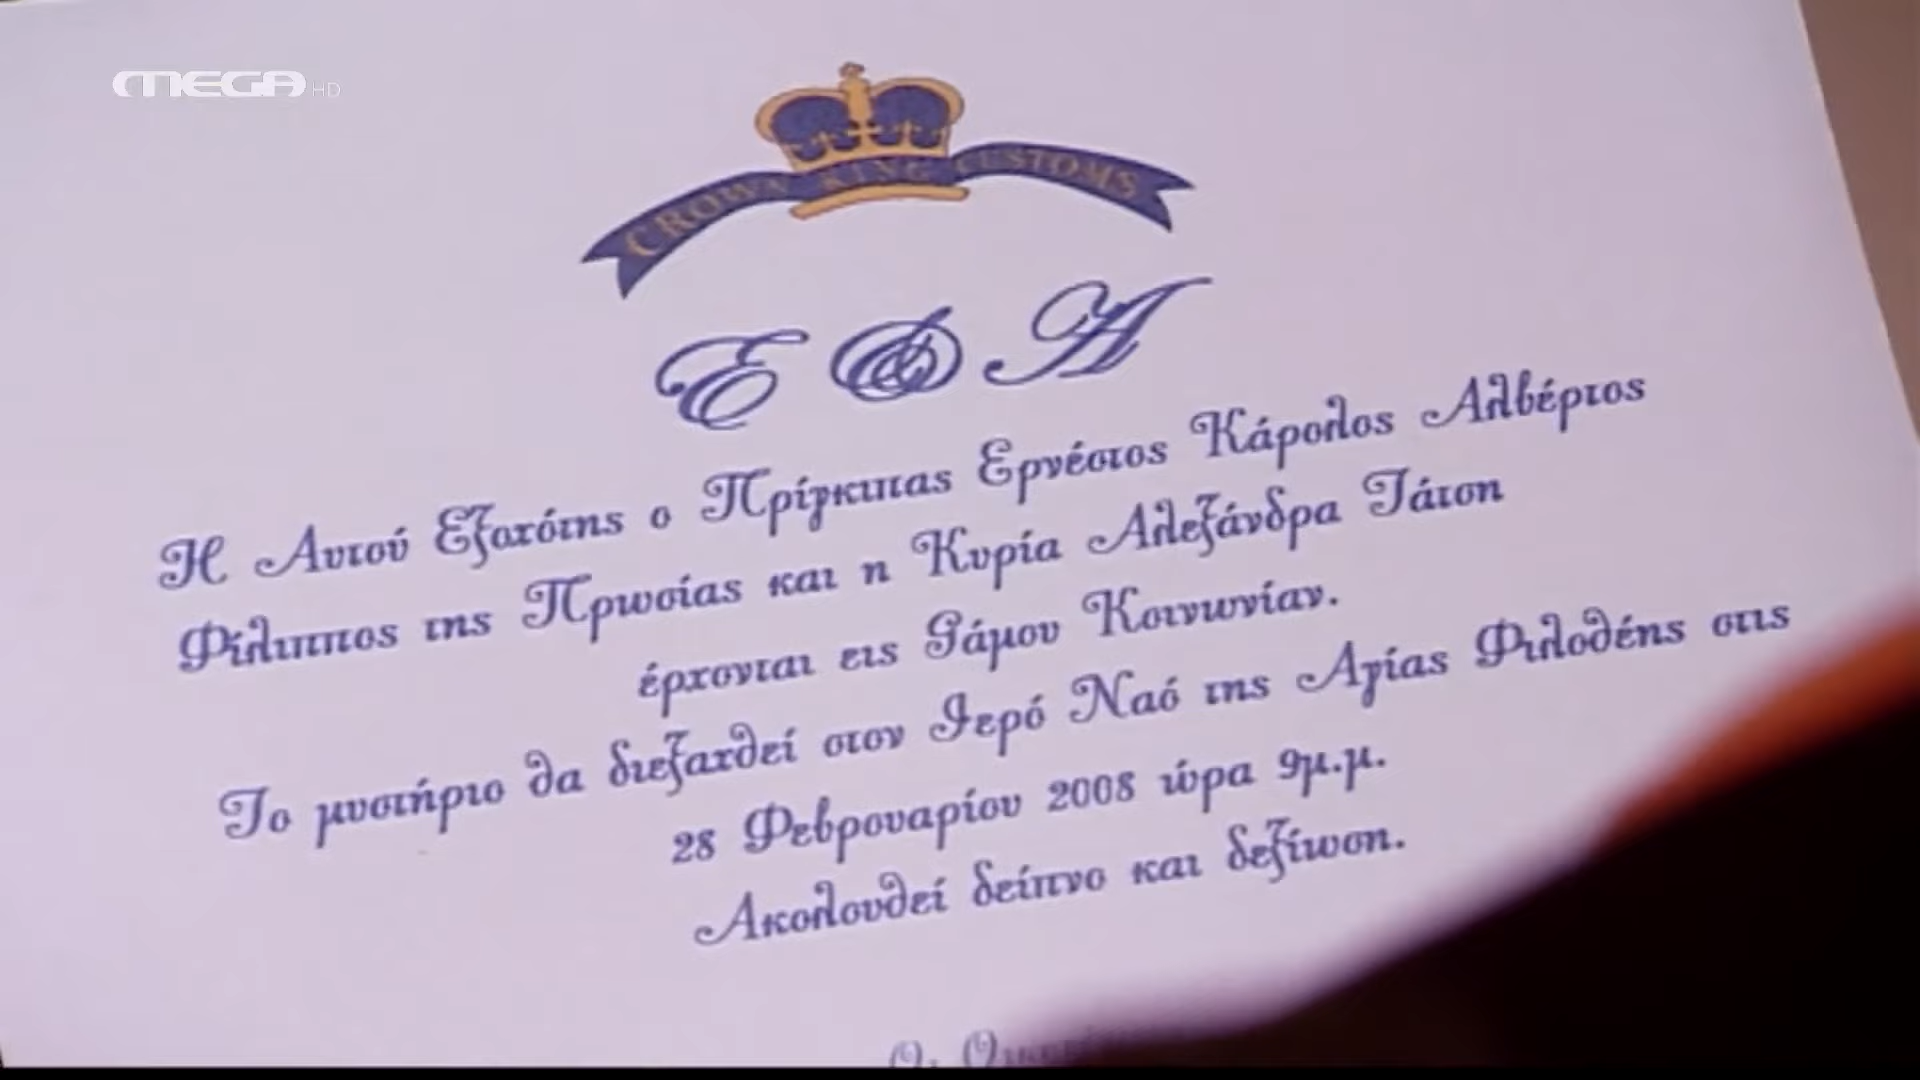 MEGA HD
CROWN KING CUSTOMS
E & A
Η Αυτού Εξοχότης ο Πρίγκιπας Ερνέστος Κάρολος Αλβέρτος
Φίλιππος της Πρωσίας και η Κυρία Αλεξάνδρα Τάτση
έρχονται εις Γάμου Κοινωνίαν.
Το μυστήριο θα διεξαχθεί στον Ιερό Ναό της Αγίας Φιλοθέης στις
28 Φεβρουαρίου 2008 ώρα 9μ.μ.
Ακολουθεί δείπνο και δεξίωση.